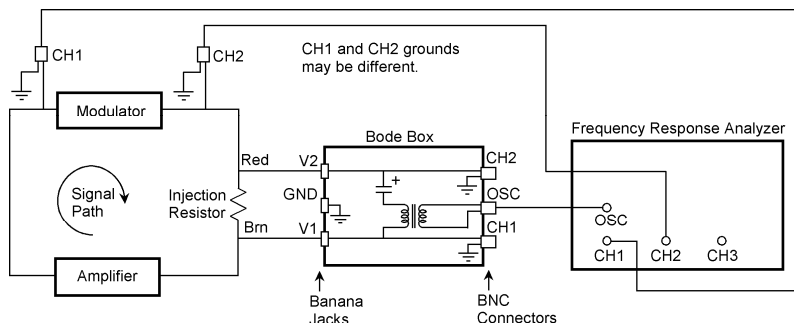 CH1
CH2
CH1 and CH2 grounds
may be different.
Modulator
Bode Box
Frequency Response Analyzer
Red
V2
CH2
Signal
Path
Injection
Resistor
GND
+
OSC
OSC
Brn
V1
CH1
CH1
CH2
CH3
Amplifier
Banana
Jacks
BNC
Connectors